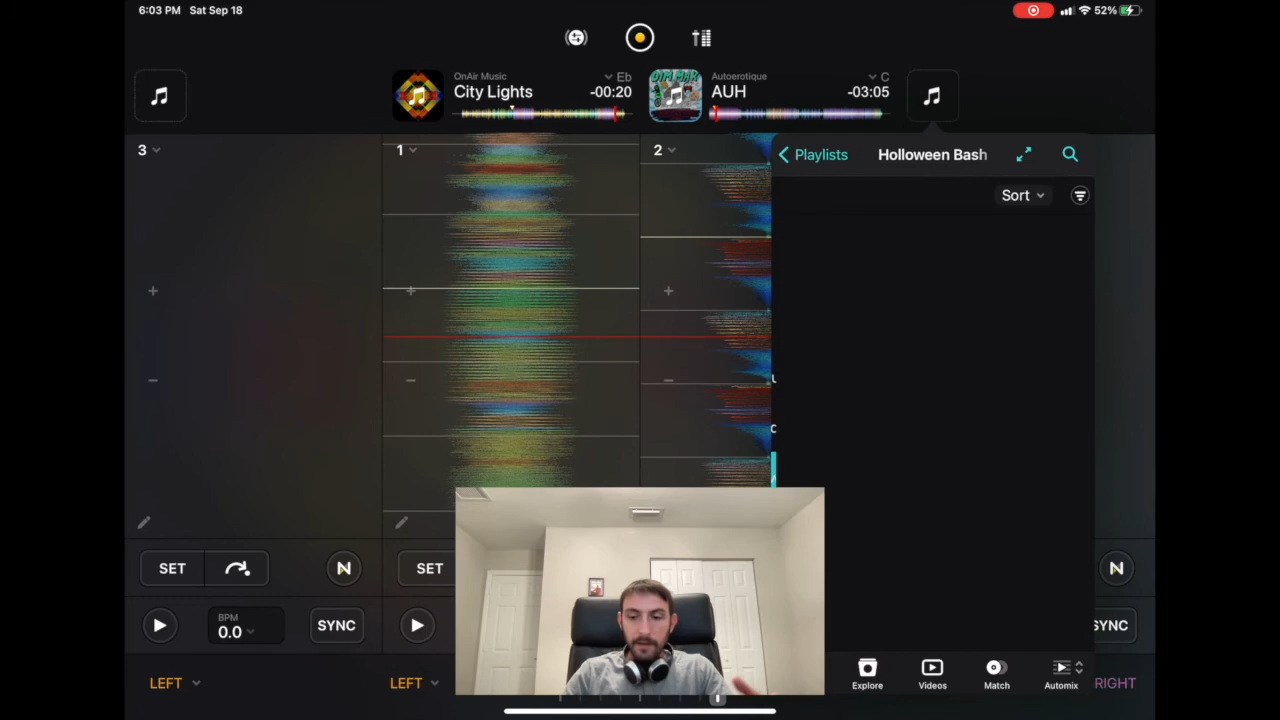 6:03 PM Sat Sep 18
52%
OnAir Music
Eb
City Lights
-00:20
Autoerotique
C
AUH
-03:05
3
1
2
Playlists
Holloween Bash
Sort
SET
N
SET
N
BPM
0.0
SYNC
SYNC
LEFT
LEFT
RIGHT
Explore
Videos
Match
Automix